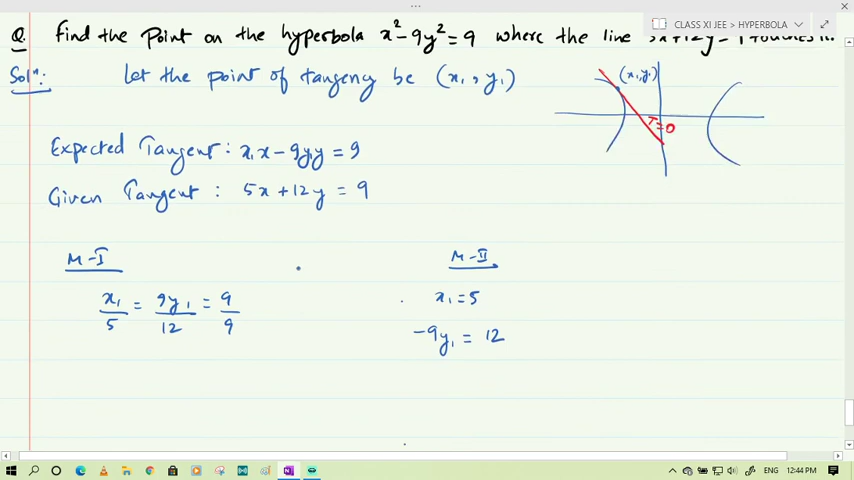 CLASS XI JEE > HYPERBOLA
Q. Find the Point on the hyperbola x²-9y²=9 where the line
Solⁿ: Let the point of tangency be (x₁, y₁)
(x₁,y₁)
T=0
Expected Tangent: x₁x-9y₁y=9
Given Tangent: 5x+12y=9
M-I
x₁/5 = 9y₁/12 = 9/9
M-II
x₁=5
-9y₁=12
ENG 12:44 PM